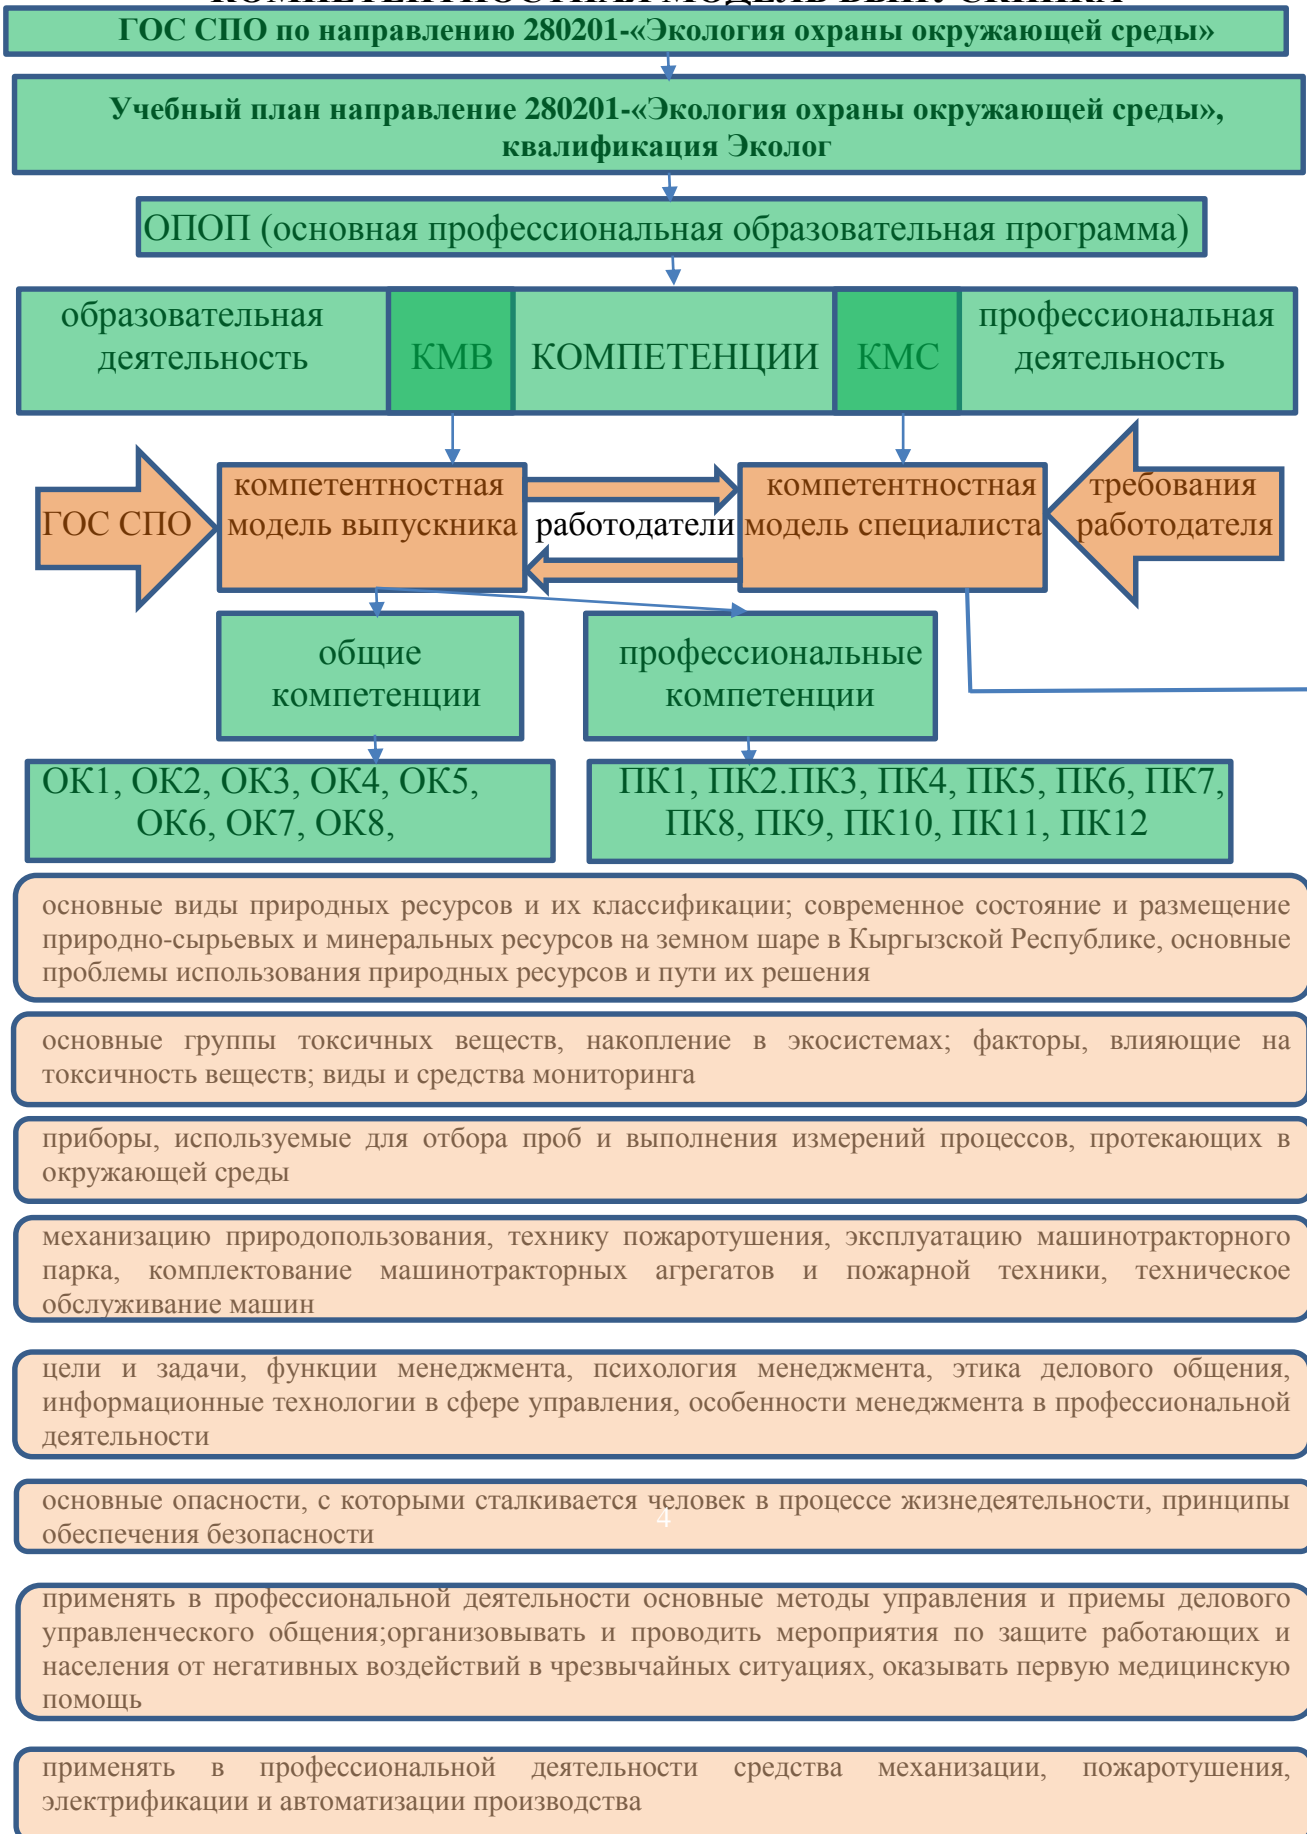 КОМПЕТЕНТНОСТНАЯ МОДЕЛЬ ВЫПУСКНИКА
ГОС СПО по направлению 280201-«Экология охраны окружающей среды»
Учебный план направление 280201-«Экология охраны окружающей среды»,
квалификация Эколог
ОПОП (основная профессиональная образовательная программа)
образовательная
деятельность
КМВ
КОМПЕТЕНЦИИ
КМС
профессиональная
деятельность
ГОС СПО
компетентностная
модель выпускника
работодатели
компетентностная
модель специалиста
требования
работодателя
общие
компетенции
профессиональные
компетенции
ОК1, ОК2, ОК3, ОК4, ОК5,
ОК6, ОК7, ОК8,
ПК1, ПК2.ПК3, ПК4, ПК5, ПК6, ПК7,
ПК8, ПК9, ПК10, ПК11, ПК12
основные виды природных ресурсов и их классификации; современное состояние и размещение
природно-сырьевых и минеральных ресурсов на земном шаре в Кыргызской Республике, основные
проблемы использования природных ресурсов и пути их решения
основные группы токсичных веществ, накопление в экосистемах; факторы, влияющие на
токсичность веществ; виды и средства мониторинга
приборы, используемые для отбора проб и выполнения измерений процессов, протекающих в
окружающей среды
механизацию природопользования, технику пожаротушения, эксплуатацию машинотракторного
парка, комплектование машинотракторных агрегатов и пожарной техники, техническое
обслуживание машин
цели и задачи, функции менеджмента, психология менеджмента, этика делового общения,
информационные технологии в сфере управления, особенности менеджмента в профессиональной
деятельности
основные опасности, с которыми сталкивается человек в процессе жизнедеятельности, принципы
обеспечения безопасности
4
применять в профессиональной деятельности основные методы управления и приемы делового
управленческого общения;организовывать и проводить мероприятия по защите работающих и
населения от негативных воздействий в чрезвычайных ситуациях, оказывать первую медицинскую
помощь
применять в профессиональной деятельности средства механизации, пожаротушения,
электрификации и автоматизации производства